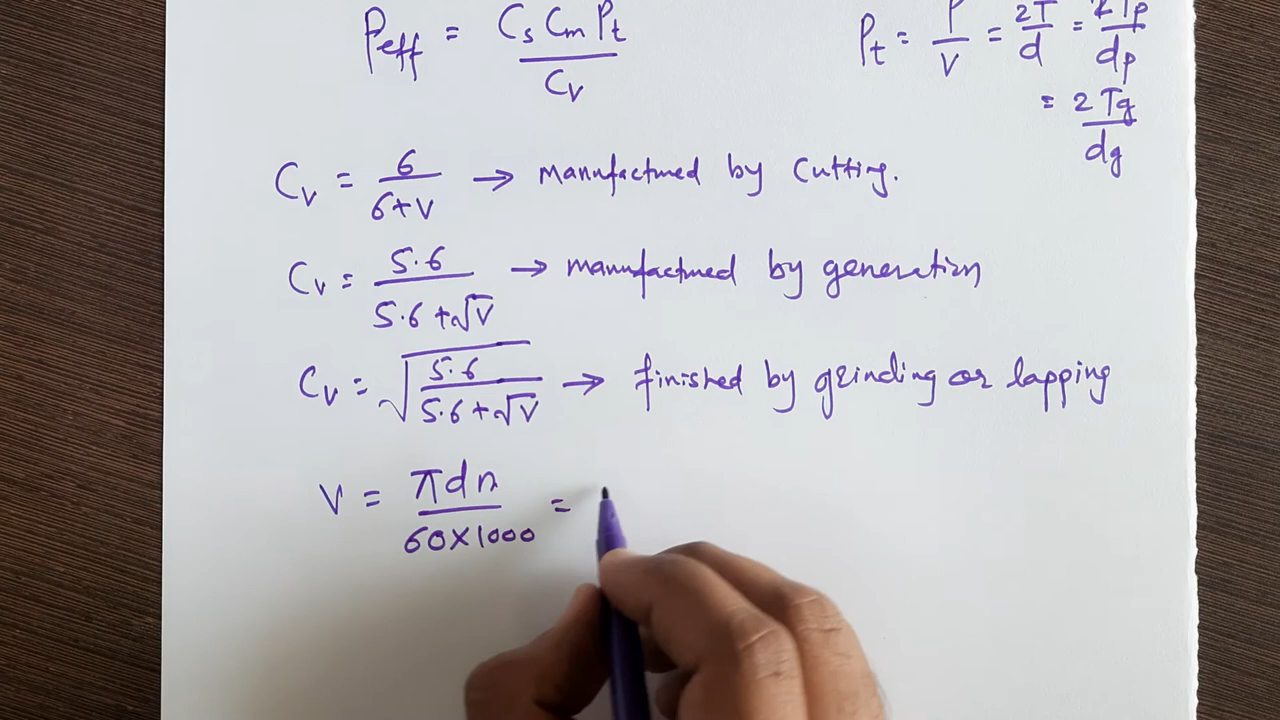 Peff = Cs Cm Pt / Cv
Pt = P/V = 2T/d = 2Tp/dp
= 2Tg/dg
Cv = 6/(6+V) → Manufactured by Cutting.
Cv = 5.6/(5.6+√V) → manufactured by generation
Cv = √(5.6/(5.6+√V)) → finished by grinding or lapping
V = πdn/(60×1000) =